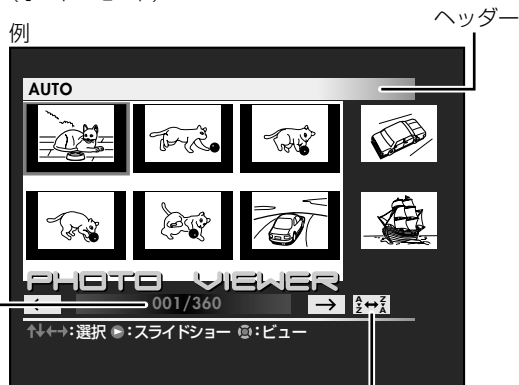 例
ヘッダー
AUTO
PHOTO VIEWER
← 001/360 → A Z ↔ Z A
↑↓←→:選択 :スライドショー :ビュー